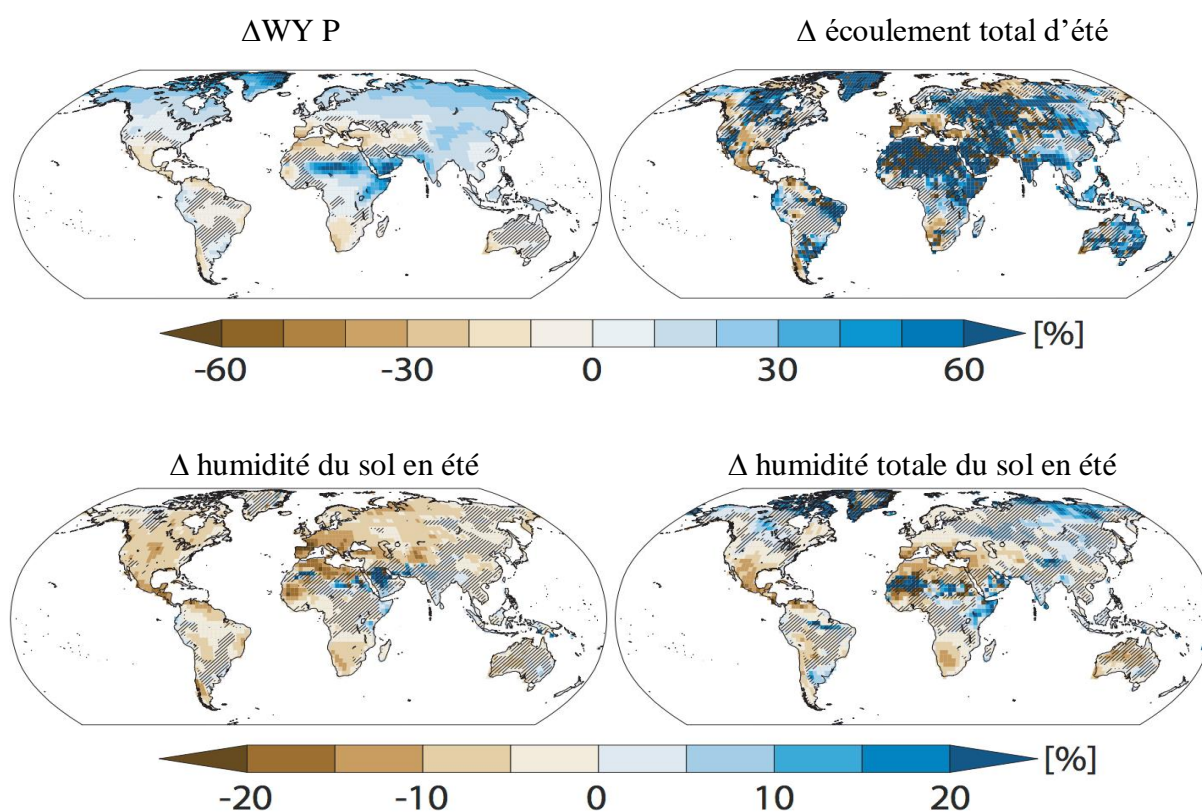 ΔWY P
Δ écoulement total d’été
-60 -30 0 30 60 [%]
Δ humidité du sol en été
Δ humidité totale du sol en été
-20 -10 0 10 20 [%]